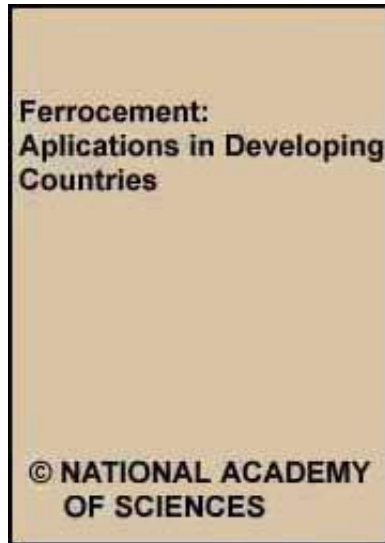 Ferrocement:
Aplications in Developing
Countries
© NATIONAL ACADEMY
OF SCIENCES